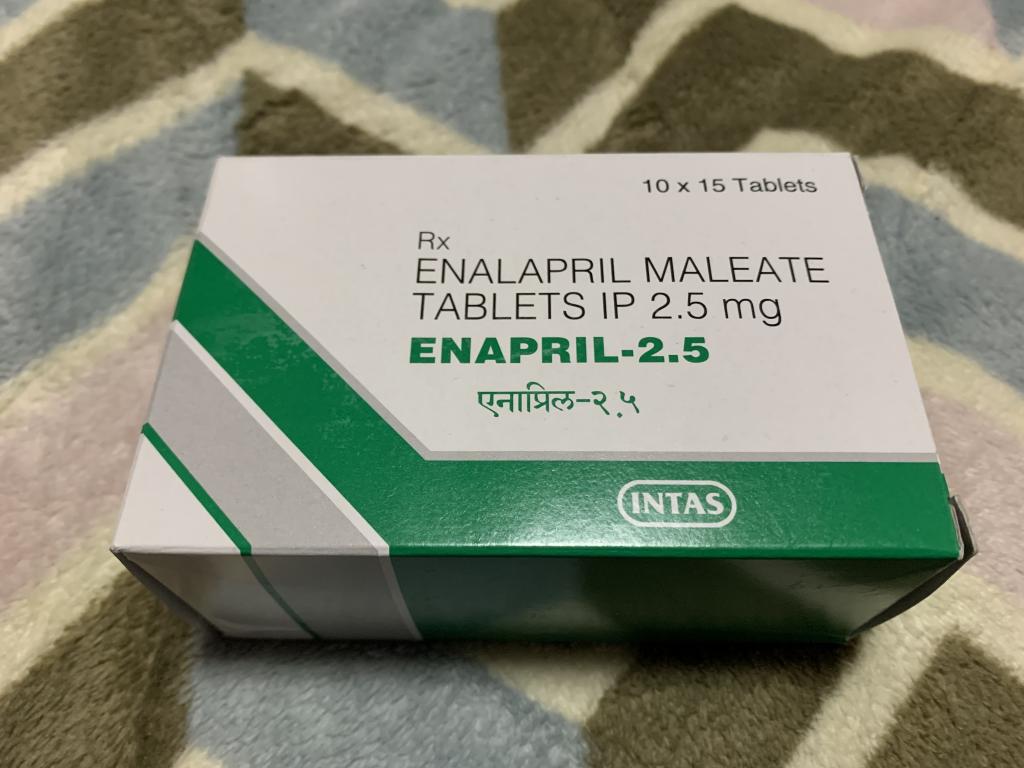 10 x 15 Tablets
Rx
ENALAPRIL MALEATE
TABLETS IP 2.5 mg
ENAPRIL-2.5
एनाप्रिल-२.५
INTAS